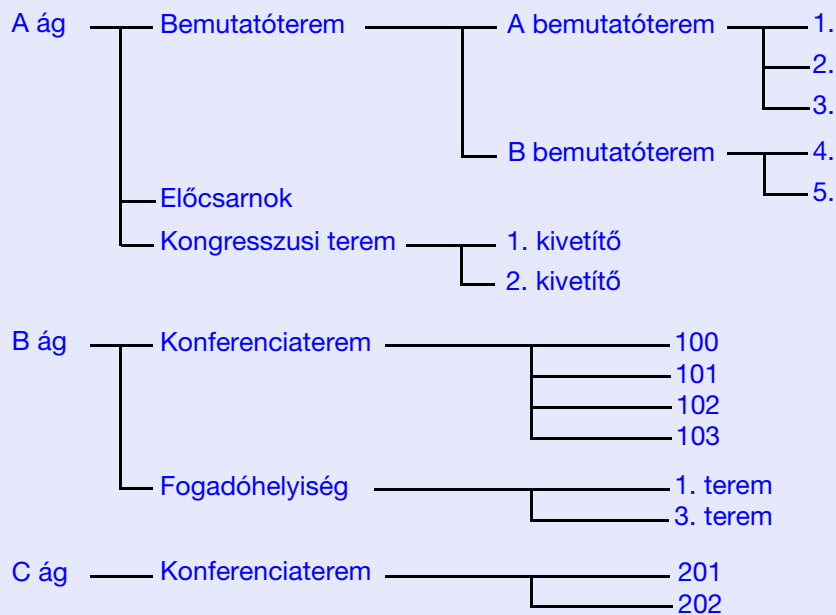 A ág Bemutatóterem A bemutatóterem 1.
2.
3.
B bemutatóterem 4.
5.
Előcsarnok
Kongresszusi terem 1. kivetítő
2. kivetítő
B ág Konferenciaterem 100
101
102
103
Fogadóhelyiség 1. terem
3. terem
C ág Konferenciaterem 201
202